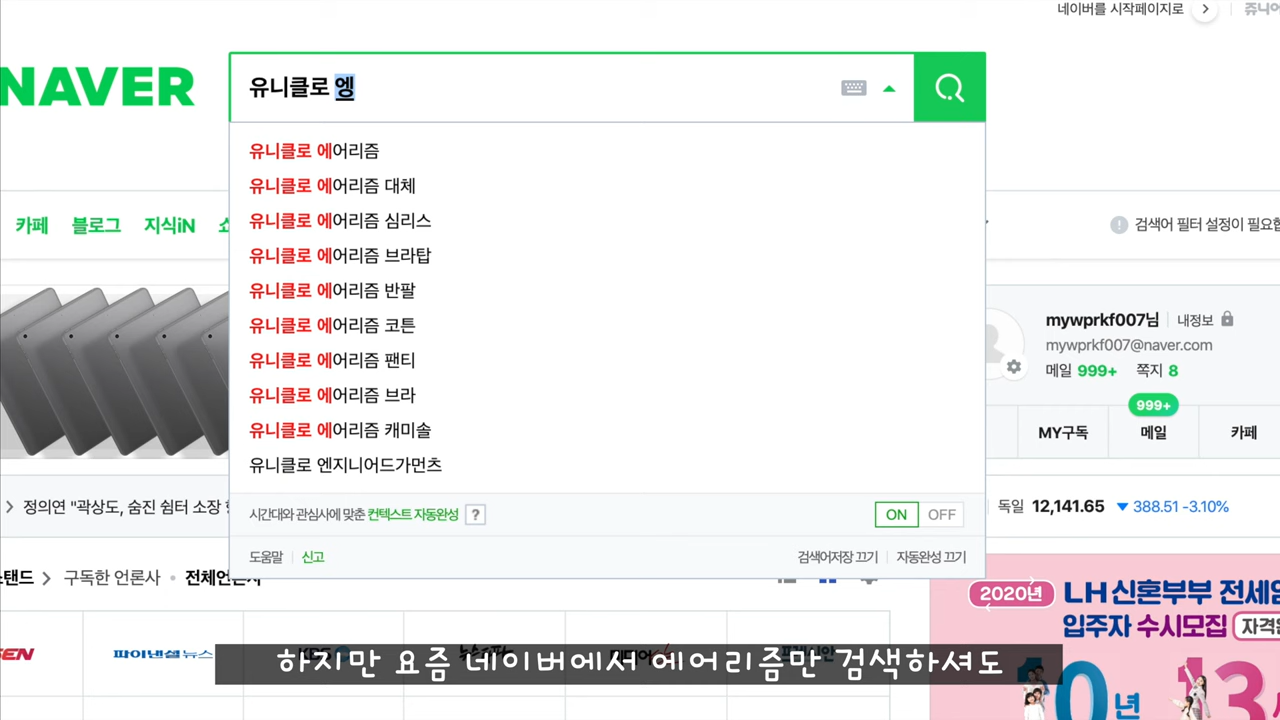 네이버를 시작페이지로
쥬니어
NAVER
유니클로 엥
유니클로 에어리즘
유니클로 에어리즘 대체
유니클로 에어리즘 심리스
유니클로 에어리즘 브라탑
유니클로 에어리즘 반팔
유니클로 에어리즘 코튼
유니클로 에어리즘 팬티
유니클로 에어리즘 브라
유니클로 에어리즘 캐미솔
유니클로 엔지니어드가먼츠
시간대와 관심사에 맞춘 컨텍스트 자동완성 ?
ON OFF
도움말 신고
검색어저장 끄기 자동완성 끄기
카페 블로그 지식iN
검색어 필터 설정이 필요합
mywprkf007님 내정보
mywprkf007@naver.com
메일 999+ 쪽지 8
999+
MY구독 메일 카페
정의연 "곽상도, 숨진 쉼터 소장
독일 12,141.65 ▼ 388.51 -3.10%
스탠드 구독한 언론사 전체언론사
파이낸셜뉴스
2020년 LH 신혼부부 전세임
입주자 수시모집 자격완
10년 13
하지만 요즘 네이버에서 에어리즘만 검색하셔도